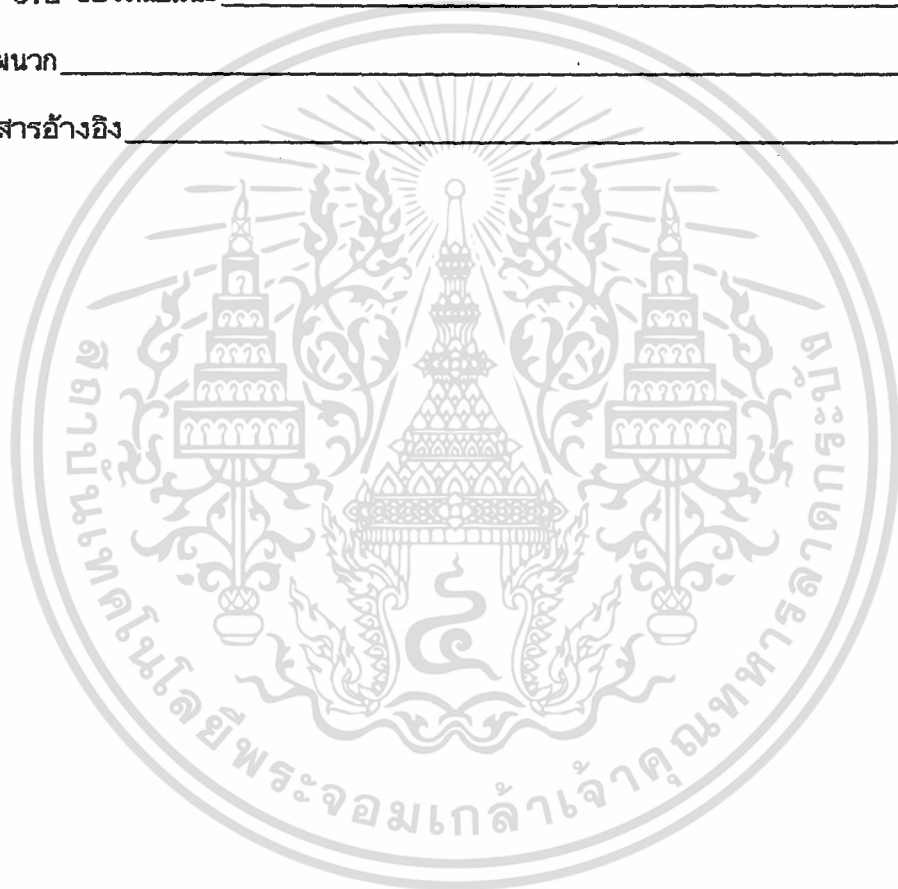 ผนวก
สารอ้างอิง
สถาบันเทคโนโลยีพระจอมเกล้าเจ้าคุณทหารลาดกระบัง
๔